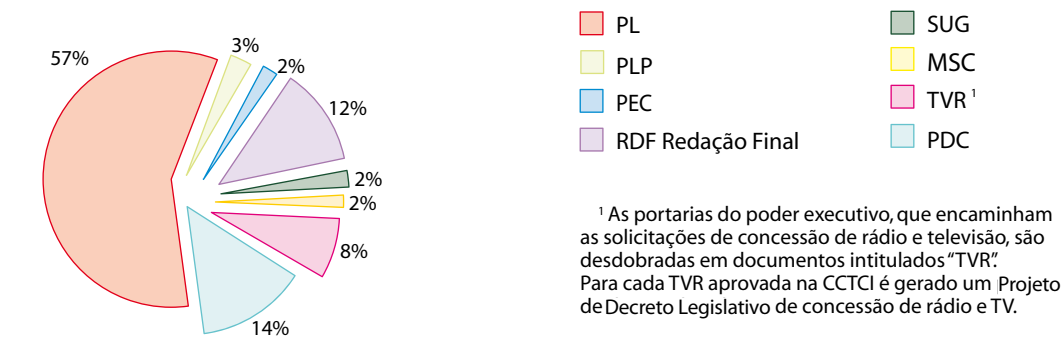 57%
3%
2%
12%
2%
2%
8%
14%
PL
PLP
PEC
RDF Redação Final
SUG
MSC
TVR ¹
PDC
¹ As portarias do poder executivo, que encaminham
as solicitações de concessão de rádio e televisão, são
desdobradas em documentos intitulados “TVR”.
Para cada TVR aprovada na CCTCI é gerado um Projeto
de Decreto Legislativo de concessão de rádio e TV.